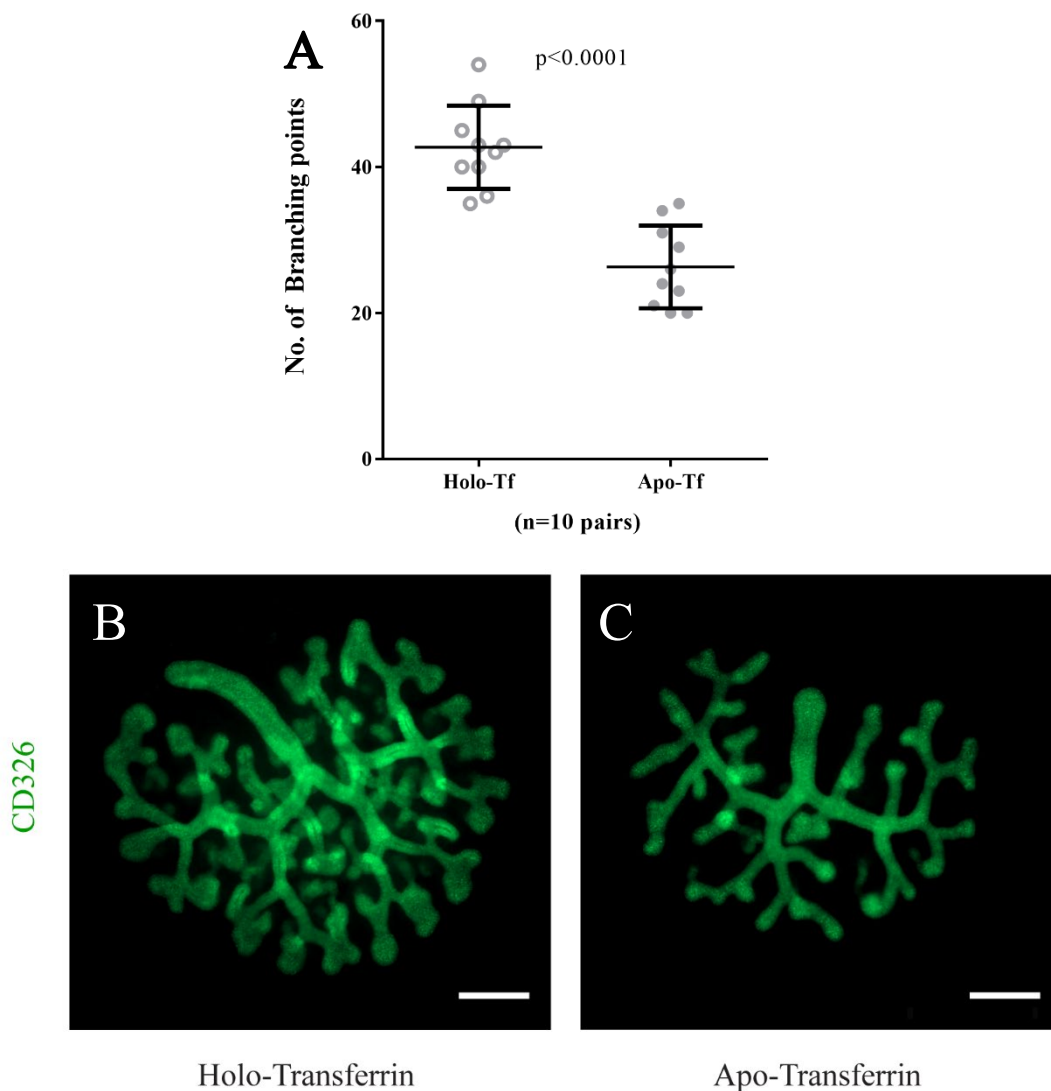 A
p<0.0001
No. of Branching points
60
40
20
0
Holo-Tf
Apo-Tf
(n=10 pairs)
CD326
B
C
Holo-Transferrin
Apo-Transferrin